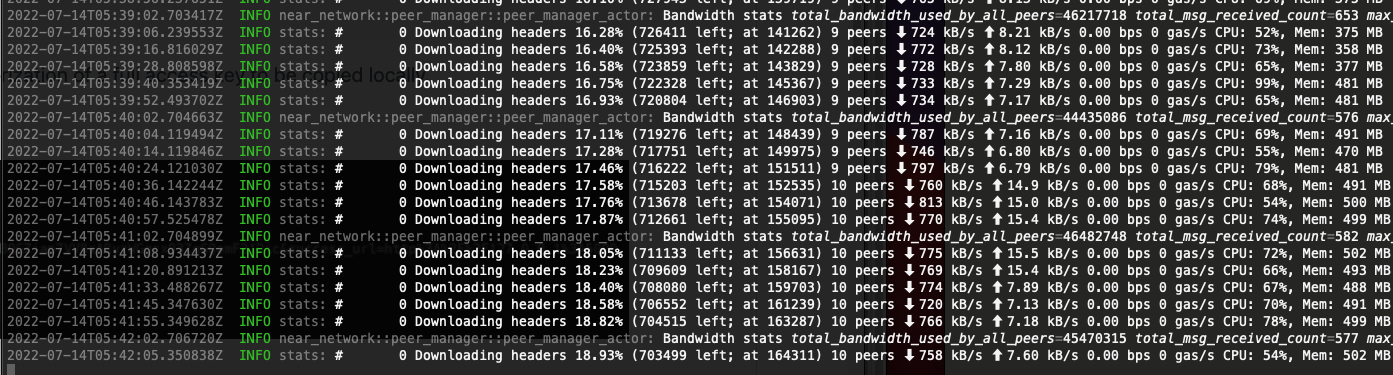 2022-07-14T05:39:02.703417Z INFO near_network::peer_manager::peer_manager_actor: Bandwidth stats total_bandwidth_used_by_all_peers=46217718 total_msg_received_count=653 max_
2022-07-14T05:39:06.239553Z INFO stats: # 0 Downloading headers 16.28% (726411 left; at 141262) 9 peers ⬇ 724 kB/s ⬆ 8.21 kB/s 0.00 bps 0 gas/s CPU: 52%, Mem: 375 MB
2022-07-14T05:39:16.816029Z INFO stats: # 0 Downloading headers 16.40% (725393 left; at 142288) 9 peers ⬇ 772 kB/s ⬆ 8.12 kB/s 0.00 bps 0 gas/s CPU: 73%, Mem: 358 MB
2022-07-14T05:39:28.808598Z INFO stats: # 0 Downloading headers 16.58% (723859 left; at 143829) 9 peers ⬇ 728 kB/s ⬆ 7.80 kB/s 0.00 bps 0 gas/s CPU: 65%, Mem: 377 MB
2022-07-14T05:39:40.353419Z INFO stats: # 0 Downloading headers 16.75% (722328 left; at 145367) 9 peers ⬇ 733 kB/s ⬆ 7.29 kB/s 0.00 bps 0 gas/s CPU: 99%, Mem: 481 MB
2022-07-14T05:39:52.493702Z INFO stats: # 0 Downloading headers 16.93% (720804 left; at 146903) 9 peers ⬇ 734 kB/s ⬆ 7.17 kB/s 0.00 bps 0 gas/s CPU: 65%, Mem: 481 MB
2022-07-14T05:40:02.704663Z INFO near_network::peer_manager::peer_manager_actor: Bandwidth stats total_bandwidth_used_by_all_peers=44435086 total_msg_received_count=576 max_
2022-07-14T05:40:04.119494Z INFO stats: # 0 Downloading headers 17.11% (719276 left; at 148439) 9 peers ⬇ 787 kB/s ⬆ 7.16 kB/s 0.00 bps 0 gas/s CPU: 69%, Mem: 491 MB
2022-07-14T05:40:14.119846Z INFO stats: # 0 Downloading headers 17.28% (717751 left; at 149975) 9 peers ⬇ 746 kB/s ⬆ 6.80 kB/s 0.00 bps 0 gas/s CPU: 55%, Mem: 470 MB
2022-07-14T05:40:24.121030Z INFO stats: # 0 Downloading headers 17.46% (716222 left; at 151511) 9 peers ⬇ 797 kB/s ⬆ 6.79 kB/s 0.00 bps 0 gas/s CPU: 79%, Mem: 481 MB
2022-07-14T05:40:36.142244Z INFO stats: # 0 Downloading headers 17.58% (715203 left; at 152535) 10 peers ⬇ 760 kB/s ⬆ 14.9 kB/s 0.00 bps 0 gas/s CPU: 68%, Mem: 491 MB
2022-07-14T05:40:46.143783Z INFO stats: # 0 Downloading headers 17.76% (713678 left; at 154071) 10 peers ⬇ 813 kB/s ⬆ 15.0 kB/s 0.00 bps 0 gas/s CPU: 54%, Mem: 500 MB
2022-07-14T05:40:57.525478Z INFO stats: # 0 Downloading headers 17.87% (712661 left; at 155095) 10 peers ⬇ 770 kB/s ⬆ 15.4 kB/s 0.00 bps 0 gas/s CPU: 74%, Mem: 499 MB
2022-07-14T05:41:02.704899Z INFO near_network::peer_manager::peer_manager_actor: Bandwidth stats total_bandwidth_used_by_all_peers=46482748 total_msg_received_count=582 max_
2022-07-14T05:41:08.934437Z INFO stats: # 0 Downloading headers 18.05% (711133 left; at 156631) 10 peers ⬇ 775 kB/s ⬆ 15.5 kB/s 0.00 bps 0 gas/s CPU: 72%, Mem: 502 MB
2022-07-14T05:41:20.891213Z INFO stats: # 0 Downloading headers 18.23% (709609 left; at 158167) 10 peers ⬇ 769 kB/s ⬆ 15.4 kB/s 0.00 bps 0 gas/s CPU: 66%, Mem: 493 MB
2022-07-14T05:41:33.488267Z INFO stats: # 0 Downloading headers 18.40% (708080 left; at 159703) 10 peers ⬇ 774 kB/s ⬆ 7.89 kB/s 0.00 bps 0 gas/s CPU: 67%, Mem: 488 MB
2022-07-14T05:41:45.347630Z INFO stats: # 0 Downloading headers 18.58% (706552 left; at 161239) 10 peers ⬇ 720 kB/s ⬆ 7.13 kB/s 0.00 bps 0 gas/s CPU: 70%, Mem: 491 MB
2022-07-14T05:41:55.349628Z INFO stats: # 0 Downloading headers 18.82% (704515 left; at 163287) 10 peers ⬇ 766 kB/s ⬆ 7.18 kB/s 0.00 bps 0 gas/s CPU: 78%, Mem: 499 MB
2022-07-14T05:42:02.706720Z INFO near_network::peer_manager::peer_manager_actor: Bandwidth stats total_bandwidth_used_by_all_peers=45470315 total_msg_received_count=577 max_
2022-07-14T05:42:05.350838Z INFO stats: # 0 Downloading headers 18.93% (703499 left; at 164311) 10 peers ⬇ 758 kB/s ⬆ 7.60 kB/s 0.00 bps 0 gas/s CPU: 54%, Mem: 502 MB